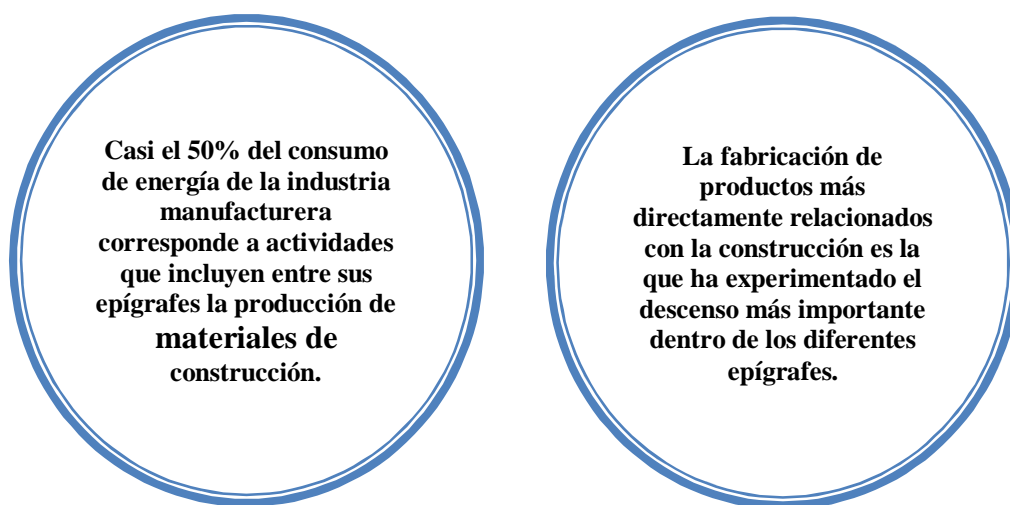 Casi el 50% del consumo
de energía de la industria
manufacturera
corresponde a actividades
que incluyen entre sus
epígrafes la producción de
materiales de
construcción.
La fabricación de
productos más
directamente relacionados
con la construcción es la
que ha experimentado el
descenso más importante
dentro de los diferentes
epígrafes.